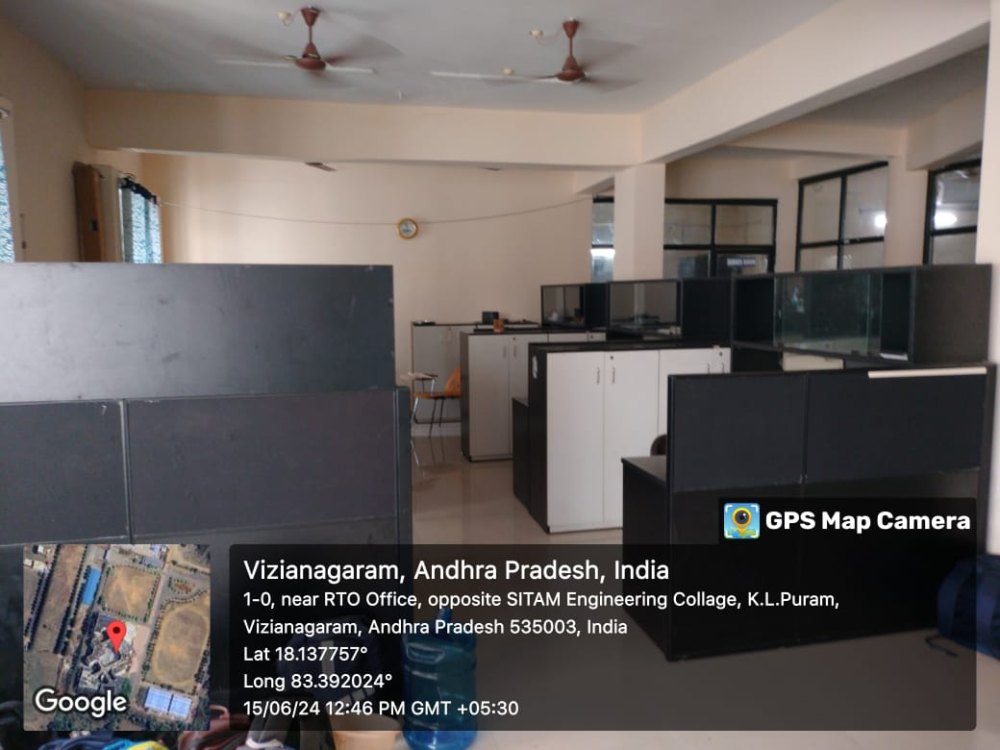 GPS Map Camera
Vizianagaram, Andhra Pradesh, India
1-0, near RTO Office, opposite SITAM Engineering Collage, K.L.Puram,
Vizianagaram, Andhra Pradesh 535003, India
Lat 18.137757°
Long 83.392024°
15/06/24 12:46 PM GMT +05:30
Google